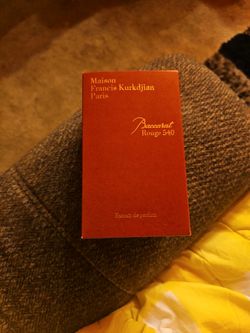 Maison
Francis Kurkdjian
Paris
Baccarat
Rouge 540
Extrait de parfum